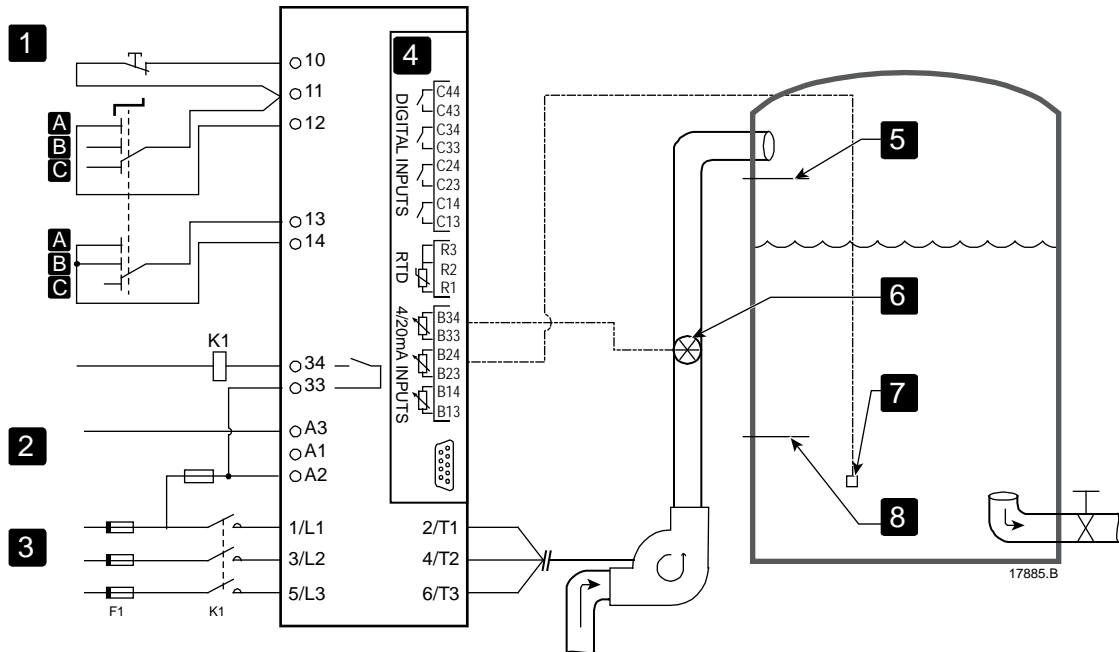 1
10
11
12
A
B
C
13
14
A
B
C
K1
34
33
2
A3
A1
A2
3
1/L1
3/L2
5/L3
F1
K1
2/T1
4/T2
6/T3
4
DIGITAL INPUTS
C44
C43
C34
C33
C24
C23
C14
C13
RTD
R3
R2
R1
4/20mA INPUTS
B34
B33
B24
B23
B14
B13
5
6
7
8
17885.B